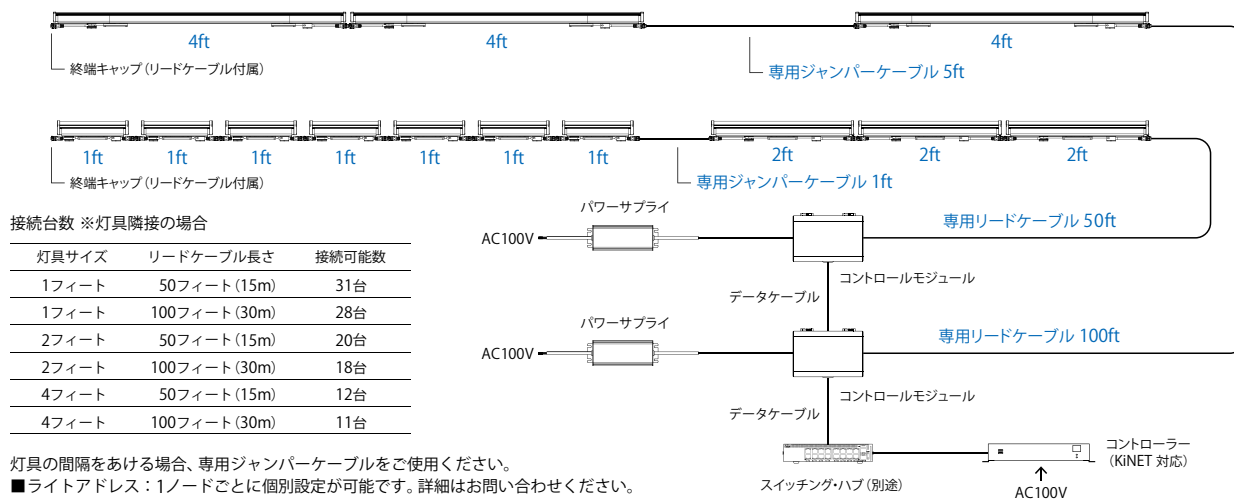 4ft 4ft 4ft
終端キャップ（リードケーブル付属）
専用ジャンパーケーブル 5ft
1ft 1ft 1ft 1ft 1ft 1ft 1ft 2ft 2ft 2ft
終端キャップ（リードケーブル付属）
専用ジャンパーケーブル 1ft
接続台数 ※灯具隣接の場合
灯具サイズ リードケーブル長さ 接続可能数
1フィート 50フィート（15m） 31台
1フィート 100フィート（30m） 28台
2フィート 50フィート（15m） 20台
2フィート 100フィート（30m） 18台
4フィート 50フィート（15m） 12台
4フィート 100フィート（30m） 11台
パワーサプライ
AC100V
専用リードケーブル 50ft
コントロールモジュール
データケーブル
パワーサプライ
AC100V
専用リードケーブル 100ft
コントロールモジュール
データケーブル
スイッチング・ハブ（別途）
コントローラー
（KiNET 対応）
AC100V
灯具の間隔をあける場合、専用ジャンパーケーブルをご使用ください。
■ライトアドレス：1ノードごとに個別設定が可能です。詳細はお問い合わせください。